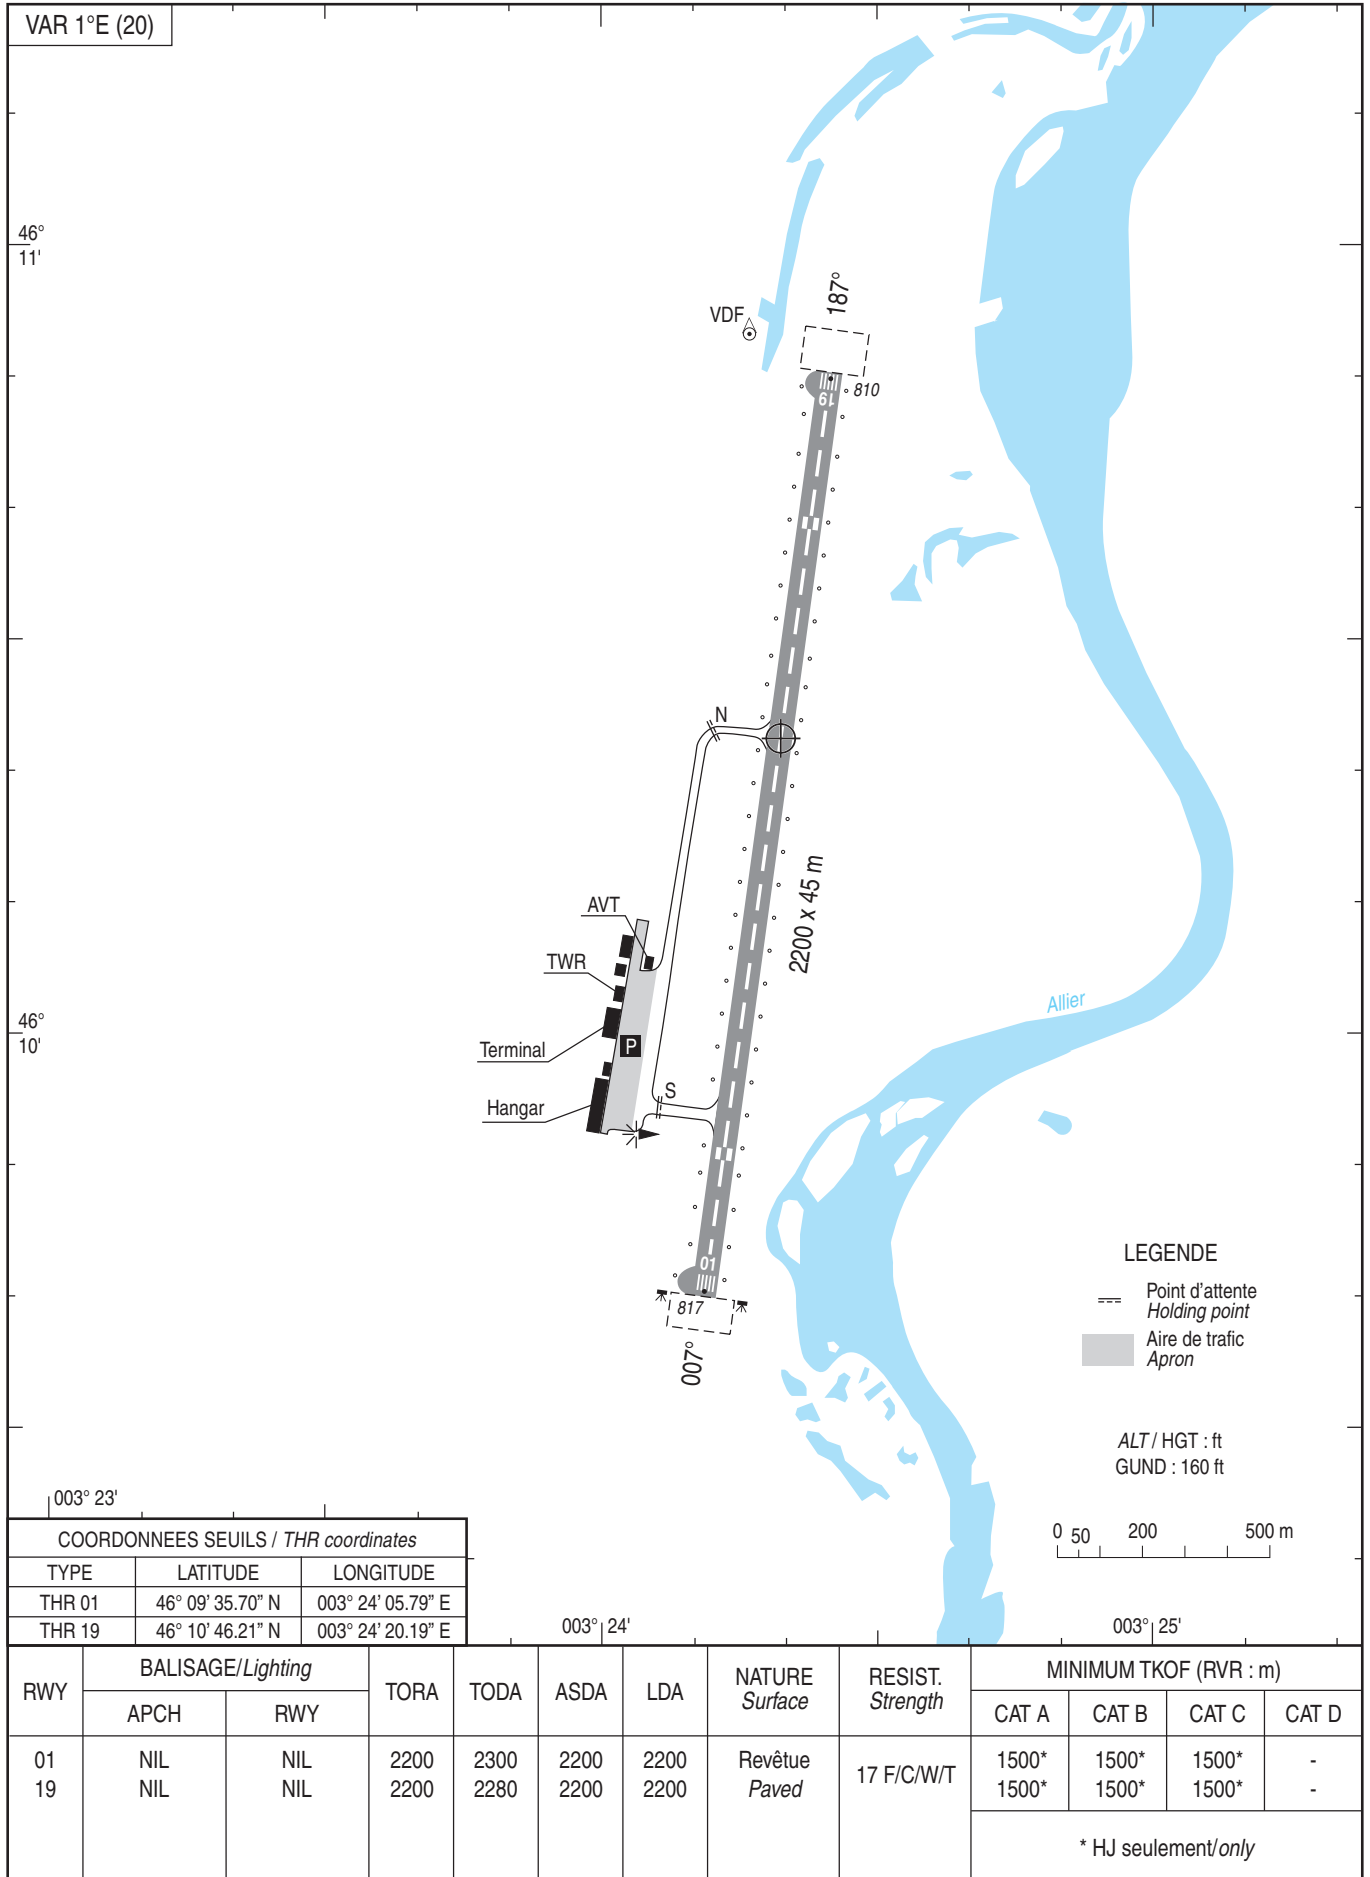 VAR 1°E (20)
46°
11'
VDF
187°
810
19
N
2200 x 45 m
AVT
TWR
46°
10'
Terminal
P
Allier
S
Hangar
01
817
007°
LEGENDE
Point d'attente
Holding point
Aire de trafic
Apron
ALT / HGT : ft
GUND : 160 ft
003° 23'
0 50 200 500 m
COORDONNEES SEUILS / THR coordinates
TYPE LATITUDE LONGITUDE
THR 01 46° 09' 35.70" N 003° 24' 05.79" E
THR 19 46° 10' 46.21" N 003° 24' 20.19" E
003° 24'
003° 25'
RWY BALISAGE/Lighting TORA TODA ASDA LDA NATURE RESIST. MINIMUM TKOF (RVR : m)
Surface Strength
APCH RWY CAT A CAT B CAT C CAT D
01 NIL NIL 2200 2300 2200 2200 Revêtue 17 F/C/W/T 1500* 1500* 1500* -
19 NIL NIL 2200 2280 2200 2200 Paved 1500* 1500* 1500* -
* HJ seulement/only